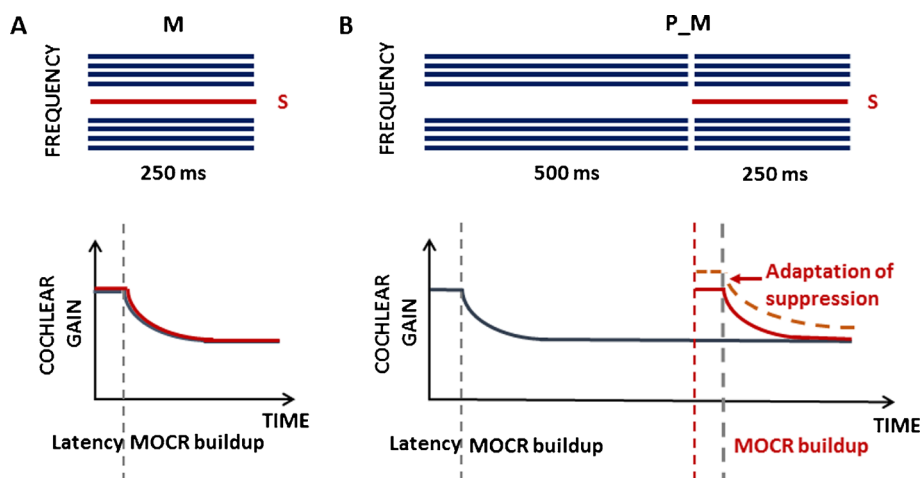 A
M
FREQUENCY
S
250 ms
COCHLEAR
GAIN
TIME
Latency MOCR buildup
B
P_M
FREQUENCY
S
500 ms
250 ms
COCHLEAR
GAIN
Adaptation of
suppression
TIME
Latency MOCR buildup
MOCR buildup